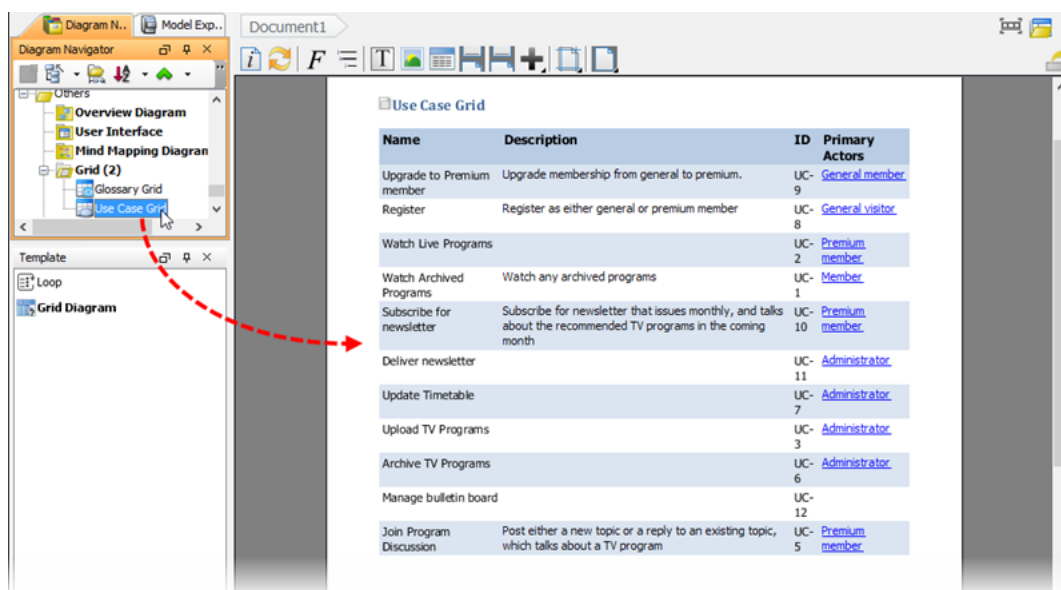 Diagram N..
Model Exp..
Document1
Diagram Navigator
Others
Overview Diagram
User Interface
Mind Mapping Diagran
Grid (2)
Glossary Grid
Use Case Grid
Template
Loop
Grid Diagram
Use Case Grid
Name Description ID Primary
Actors
Upgrade to Premium Upgrade membership from general to premium. UC- General member
member 9
Register Register as either general or premium member UC- General visitor
8
Watch Live Programs UC- Premium
2 member
Watch Archived Watch any archived programs UC- Member
Programs 1
Subscribe for Subscribe for newsletter that issues monthly, and talks UC- Premium
newsletter about the recommended TV programs in the coming 10 member
month
Deliver newsletter UC- Administrator
11
Update Timetable UC- Administrator
7
Upload TV Programs UC- Administrator
3
Archive TV Programs UC- Administrator
6
Manage bulletin board UC-
12
Join Program Post either a new topic or a reply to an existing topic, UC- Premium
Discussion which talks about a TV program 5 member